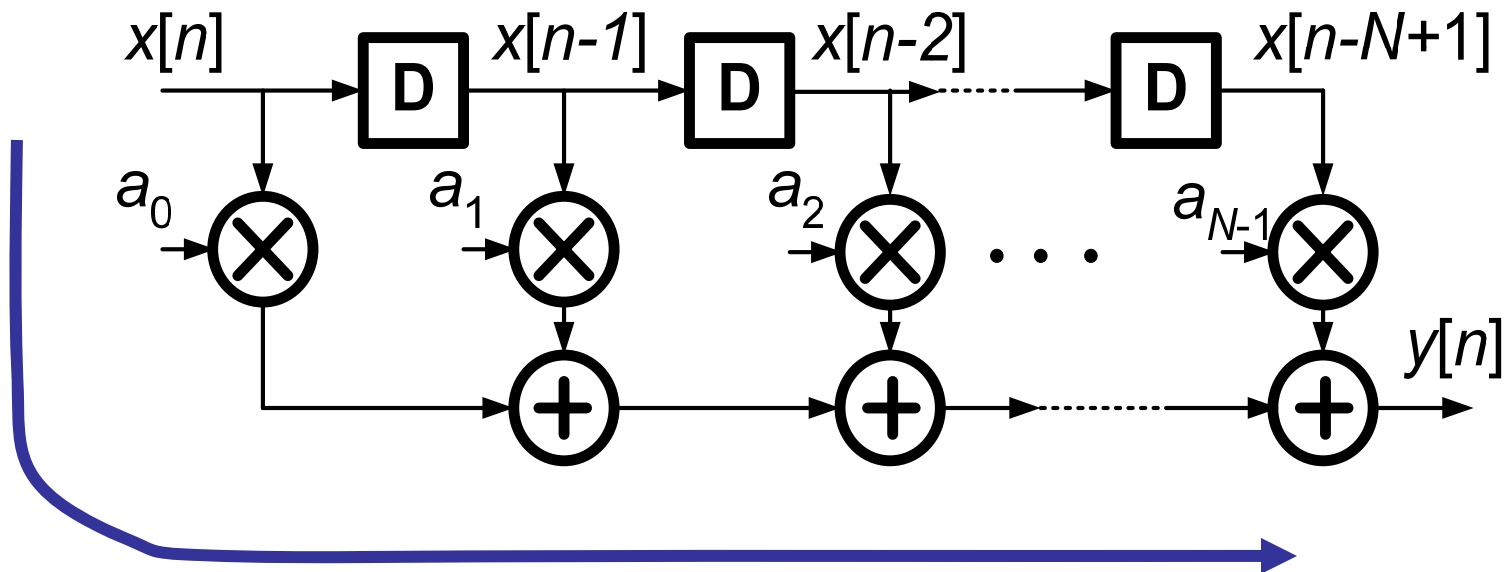 x[n] x[n-1] x[n-2] x[n-N+1]
D D D
a0 a1 a2 aN-1
y[n]